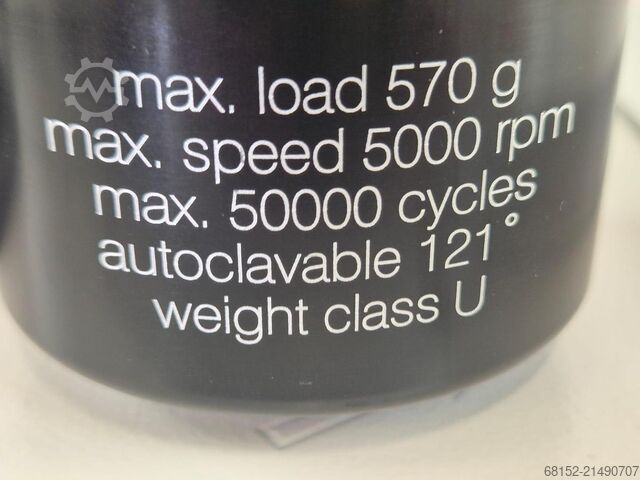 max. load 570 g
max. speed 5000 rpm
max. 50000 cycles
autoclavable 121°
weight class U
68152-21490707